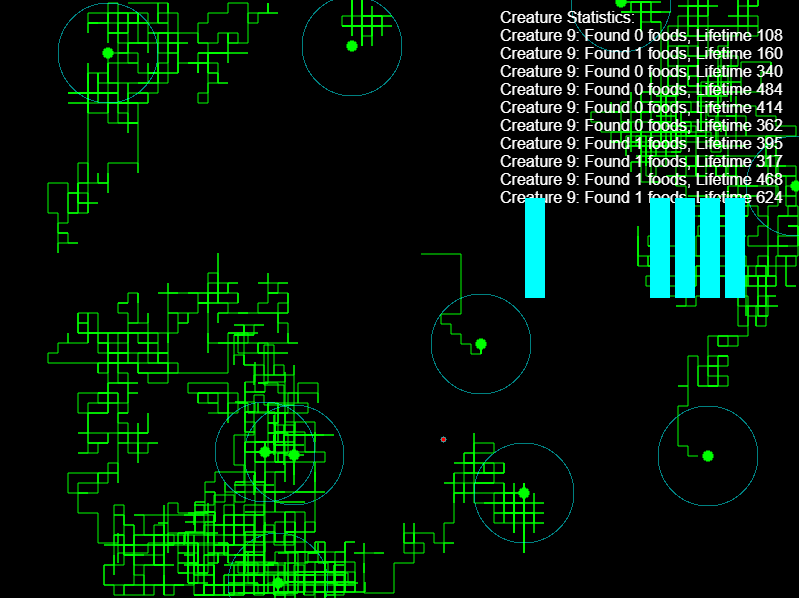 Creature Statistics:
Creature 9: Found 0 foods, Lifetime 108
Creature 9: Found 1 foods, Lifetime 160
Creature 9: Found 0 foods, Lifetime 340
Creature 9: Found 0 foods, Lifetime 484
Creature 9: Found 0 foods, Lifetime 414
Creature 9: Found 0 foods, Lifetime 362
Creature 9: Found 1 foods, Lifetime 395
Creature 9: Found 1 foods, Lifetime 317
Creature 9: Found 1 foods, Lifetime 468
Creature 9: Found 1 foods, Lifetime 624